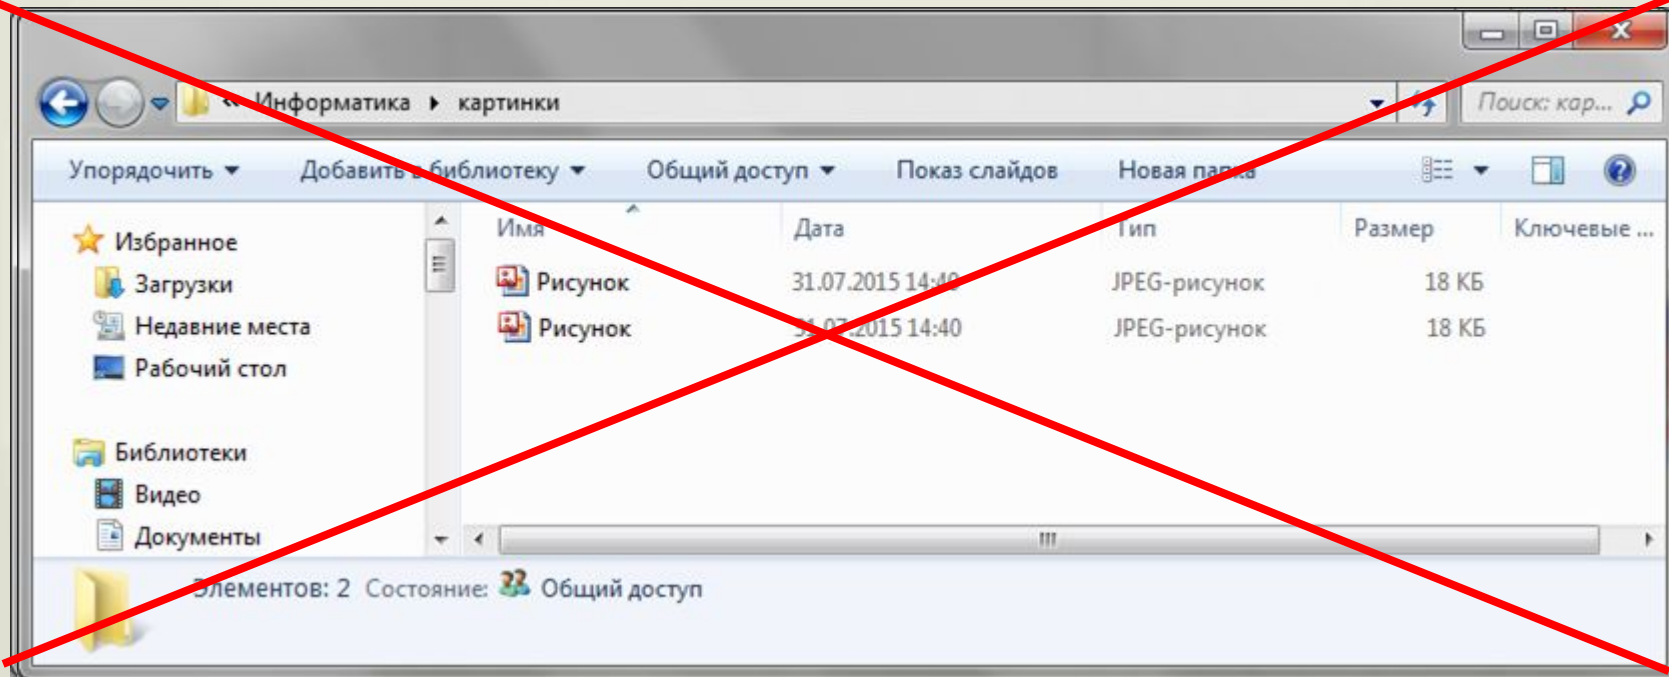 « Информатика ▸ картинки Поиск: кар...
Упорядочить Добавить в библиотеку Общий доступ Показ слайдов Новая папка
Избранное
Загрузки
Недавние места
Рабочий стол
Библиотеки
Видео
Документы
Имя Дата Тип Размер Ключевые ...
Рисунок 31.07.2015 14:40 JPEG-рисунок 18 КБ
Рисунок 31.07.2015 14:40 JPEG-рисунок 18 КБ
Элементов: 2 Состояние: Общий доступ